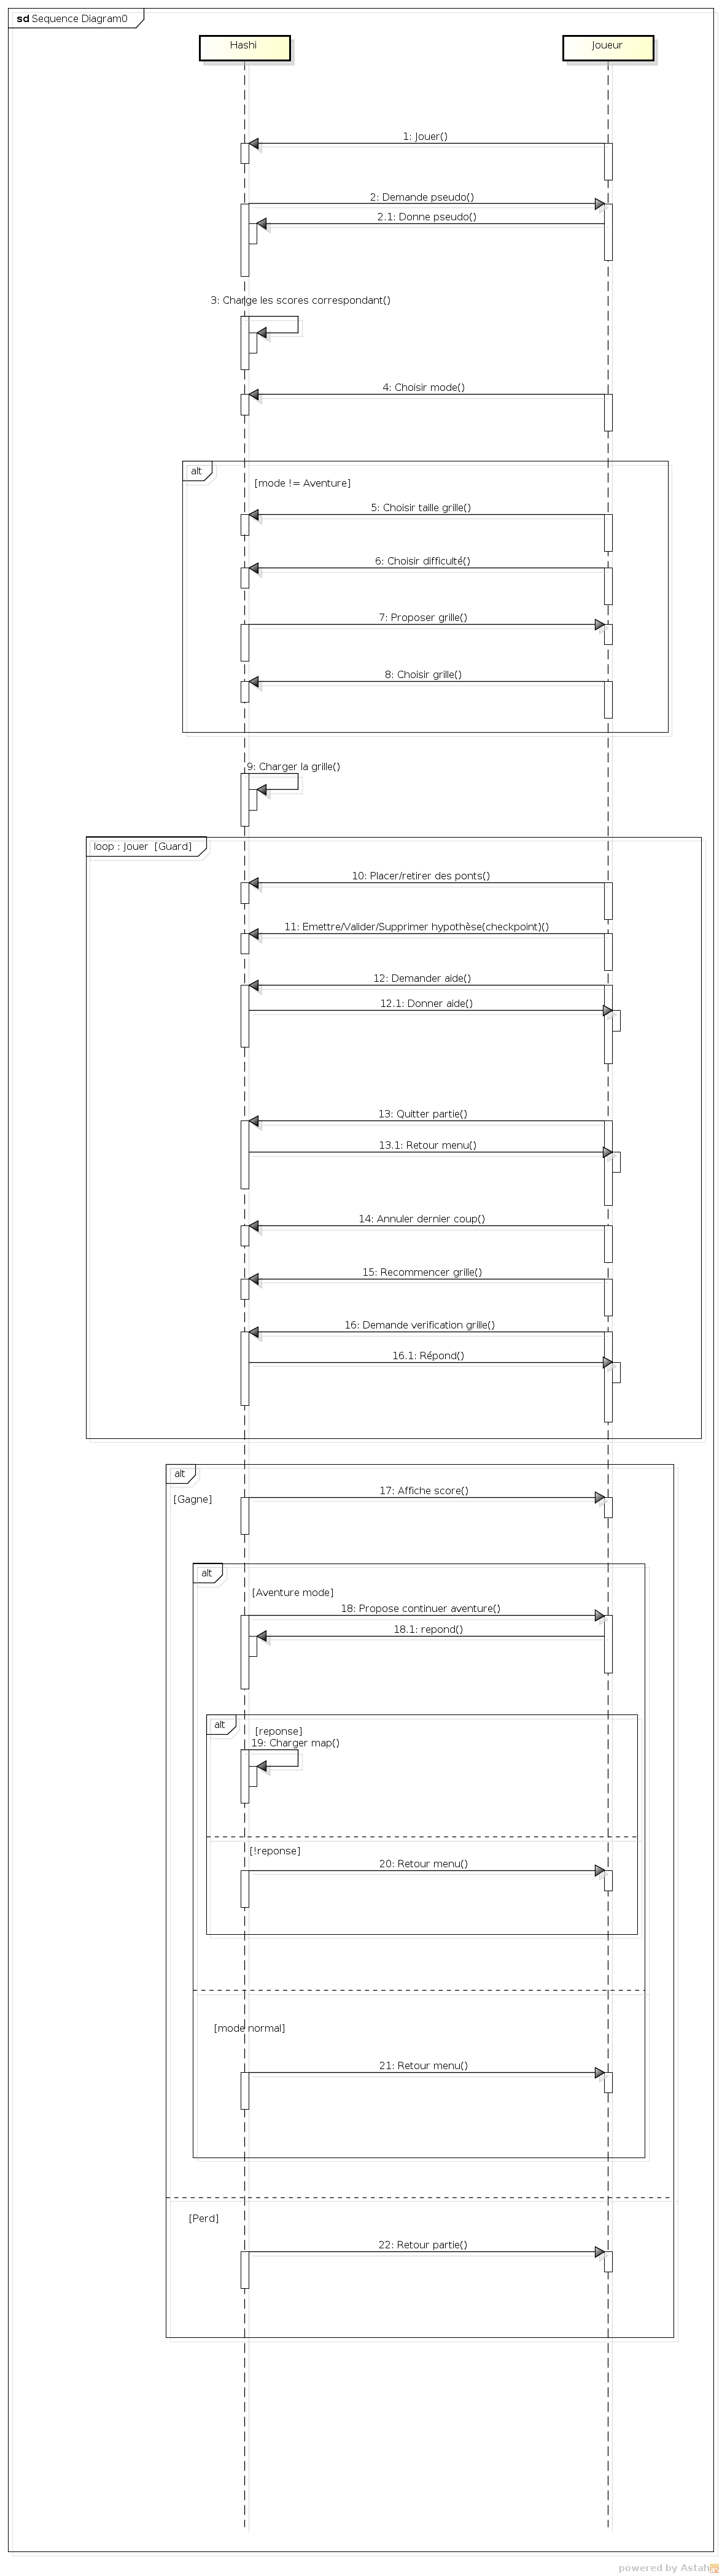 sd Sequence Diagram0
Hashi
Joueur
1: Jouer()
2: Demande pseudo()
2.1: Donne pseudo()
3: Charge les scores correspondant()
4: Choisir mode()
alt
[mode != Aventure]
5: Choisir taille grille()
6: Choisir difficulté()
7: Proposer grille()
8: Choisir grille()
9: Charger la grille()
loop : Jouer [Guard]
10: Placer/retirer des ponts()
11: Emettre/Valider/Supprimer hypothèse(checkpoint)()
12: Demander aide()
12.1: Donner aide()
13: Quitter partie()
13.1: Retour menu()
14: Annuler dernier coup()
15: Recommencer grille()
16: Demande verification grille()
16.1: Répond()
alt
17: Affiche score()
[Gagne]
alt
[Aventure mode]
18: Propose continuer aventure()
18.1: repond()
alt
[reponse]
19: Charger map()
[!reponse]
20: Retour menu()
[mode normal]
21: Retour menu()
[Perd]
22: Retour partie()
powered by Astah